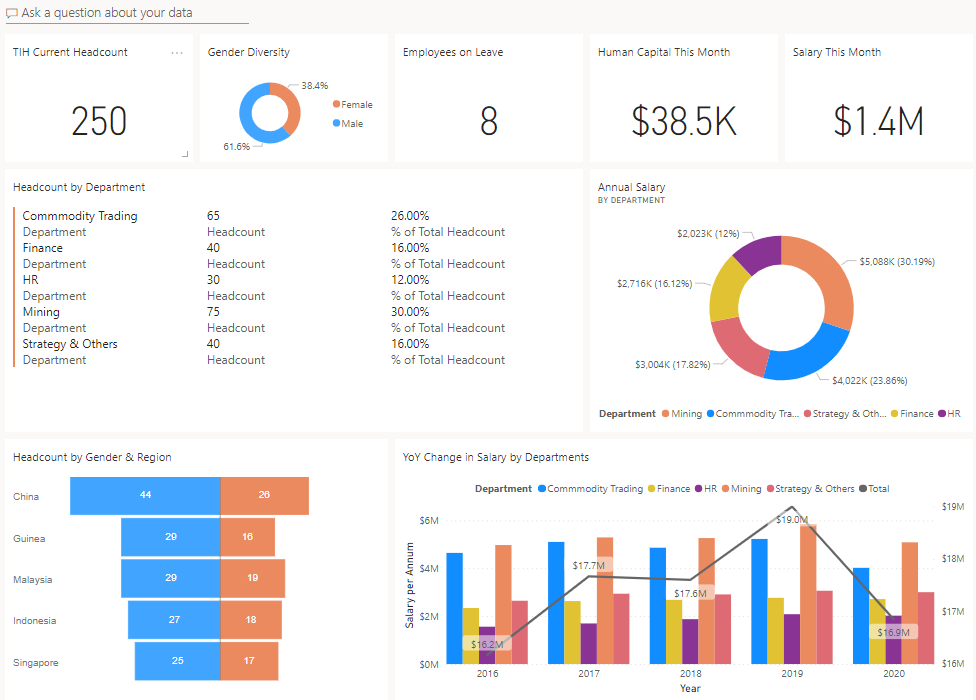 Ask a question about your data
TIH Current Headcount
...
250
Gender Diversity
38.4%
Female
Male
61.6%
Employees on Leave
8
Human Capital This Month
$38.5K
Salary This Month
$1.4M
Headcount by Department
Commmodity Trading 65 26.00%
Department Headcount % of Total Headcount
Finance 40 16.00%
Department Headcount % of Total Headcount
HR 30 12.00%
Department Headcount % of Total Headcount
Mining 75 30.00%
Department Headcount % of Total Headcount
Strategy & Others 40 16.00%
Department Headcount % of Total Headcount
Annual Salary
BY DEPARTMENT
$2,023K (12%)
$5,088K (30.19%)
$2,716K (16.12%)
$3,004K (17.82%)
$4,022K (23.86%)
Department Mining Commmodity Tra... Strategy & Oth... Finance HR
Headcount by Gender & Region
China 44 26
Guinea 29 16
Malaysia 29 19
Indonesia 27 18
Singapore 25 17
YoY Change in Salary by Departments
Department Commmodity Trading Finance HR Mining Strategy & Others Total
Salary per Annum
$6M
$4M
$2M
$0M
$19M
$18M
$17M
$16M
$16.2M
$17.7M
$17.6M
$19.0M
$16.9M
2016 2017 2018 2019 2020
Year